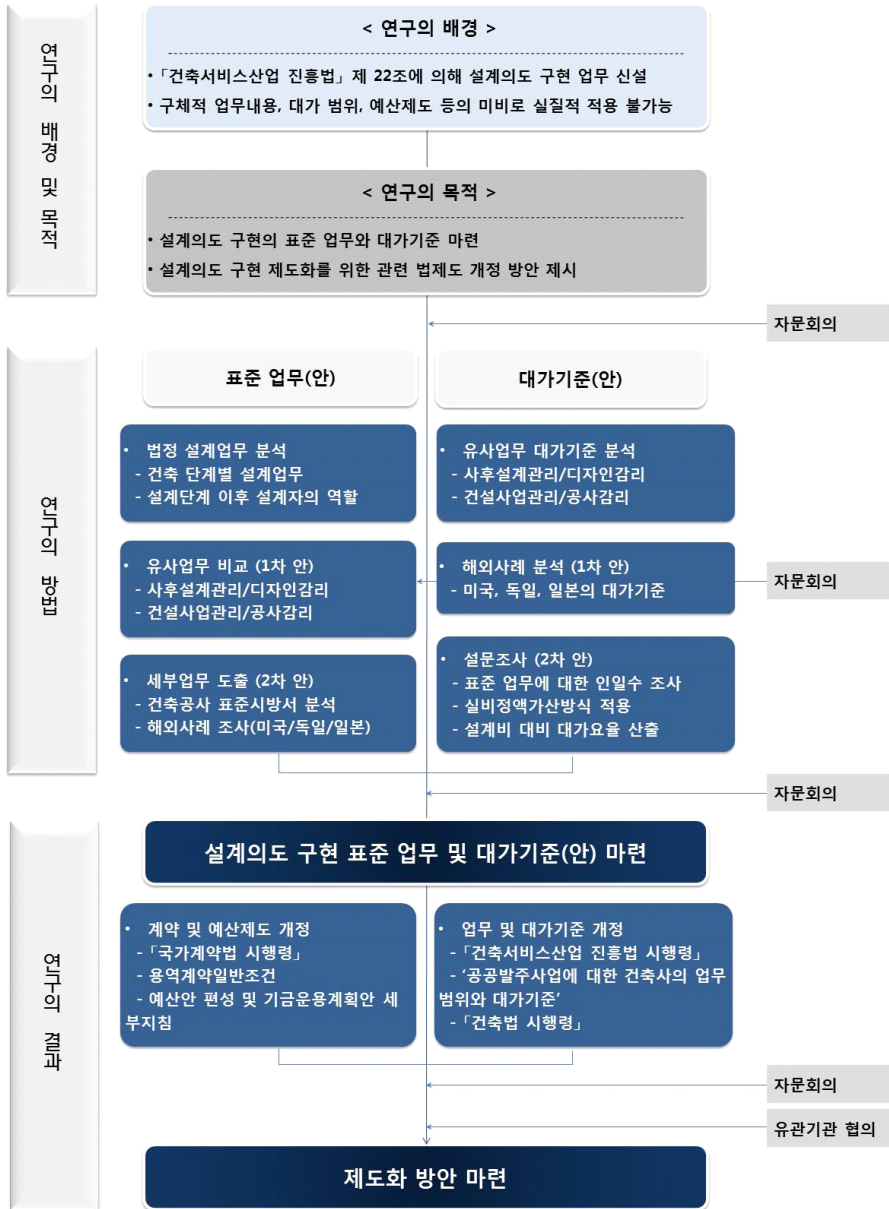 연구의 배경 및 목적
< 연구의 배경 >
• 「건축서비스산업 진흥법」 제 22조에 의해 설계의도 구현 업무 신설
• 구체적 업무내용, 대가 범위, 예산제도 등의 미비로 실질적 적용 불가능
< 연구의 목적 >
• 설계의도 구현의 표준 업무와 대가기준 마련
• 설계의도 구현 제도화를 위한 관련 법제도 개정 방안 제시
자문회의
연구의 방법
표준 업무(안)
• 법정 설계업무 분석
- 건축 단계별 설계업무
- 설계단계 이후 설계자의 역할
• 유사업무 비교 (1차 안)
- 사후설계관리/디자인감리
- 건설사업관리/공사감리
• 세부업무 도출 (2차 안)
- 건축공사 표준시방서 분석
- 해외사례 조사(미국/독일/일본)
대가기준(안)
• 유사업무 대가기준 분석
- 사후설계관리/디자인감리
- 건설사업관리/공사감리
• 해외사례 분석 (1차 안)
- 미국, 독일, 일본의 대가기준
자문회의
• 설문조사 (2차 안)
- 표준 업무에 대한 인일수 조사
- 실비정액가산방식 적용
- 설계비 대비 대가요율 산출
자문회의
연구의 결과
설계의도 구현 표준 업무 및 대가기준(안) 마련
• 계약 및 예산제도 개정
- 「국가계약법 시행령」
- 용역계약일반조건
- 예산안 편성 및 기금운용계획안 세
부지침
• 업무 및 대가기준 개정
- 「건축서비스산업 진흥법 시행령」
- ‘공공발주사업에 대한 건축사의 업무
범위와 대가기준’
- 「건축법 시행령」
자문회의
유관기관 협의
제도화 방안 마련